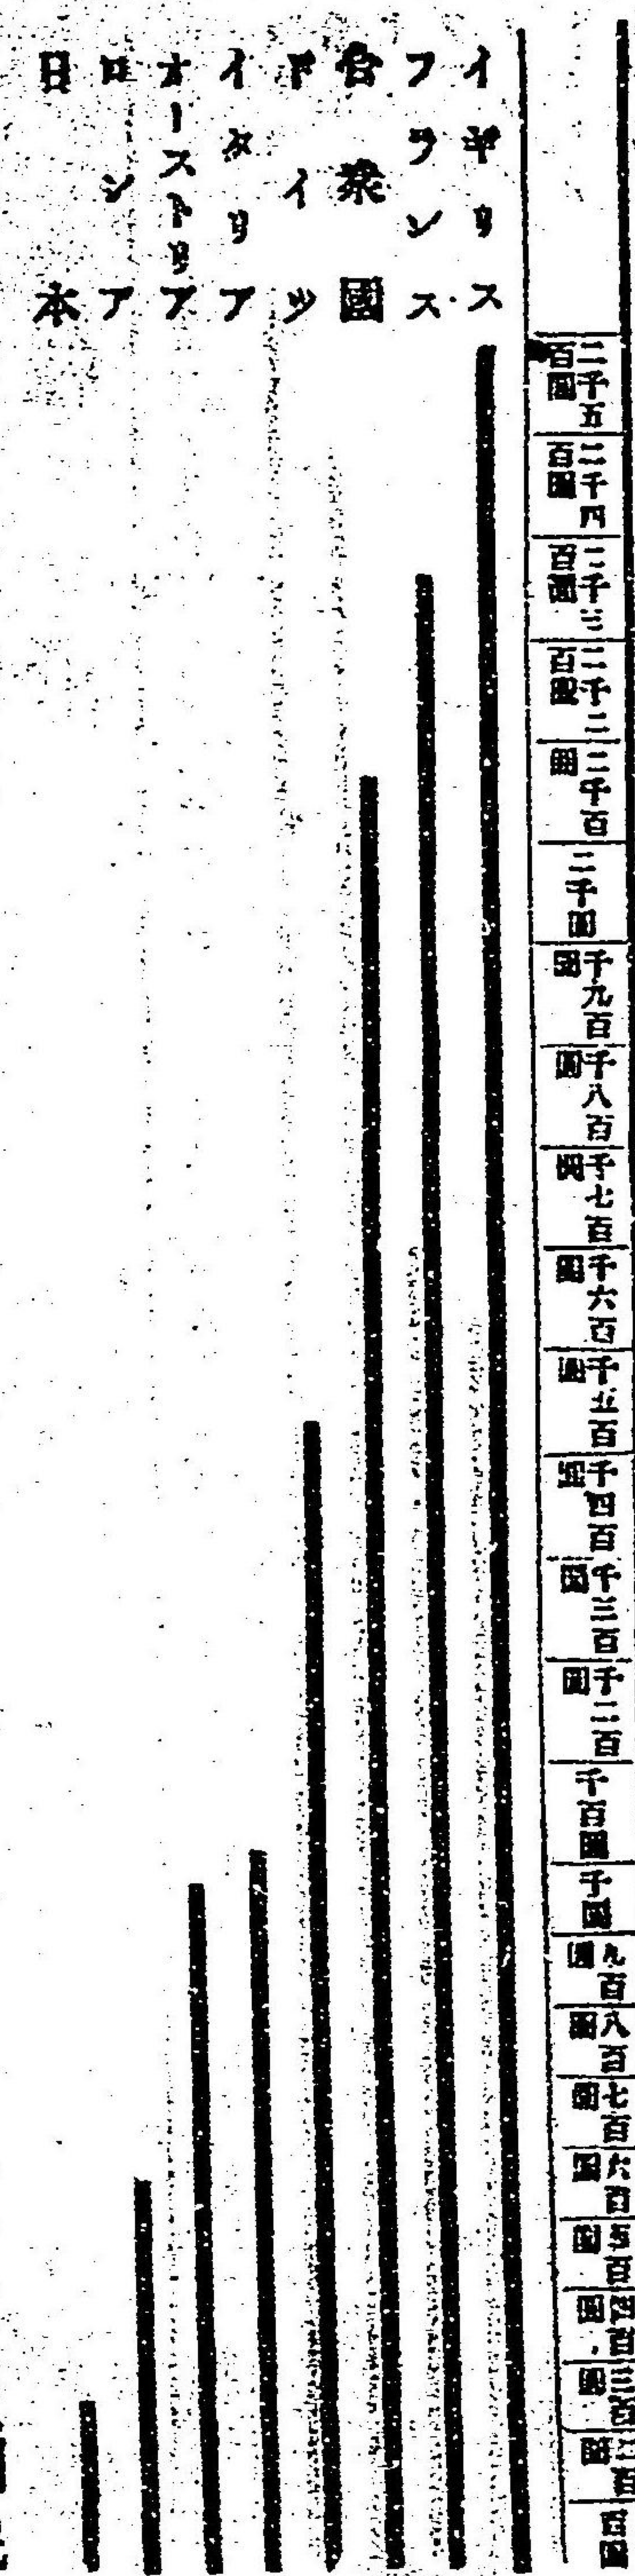 二千五百圓
二千四百圓
二千三百圓
二千二百圓
二千百圓
二千圓
千九百圓
千八百圓
千七百圓
千六百圓
千五百圓
千四百圓
千三百圓
千二百圓
千百圓
千圓
九百圓
八百圓
七百圓
六百圓
五百圓
四百圓
三百圓
二百圓
百圓
イギリス
フランス
合衆國
ドイツ
イタリア
オーストリア
ロシア
日本